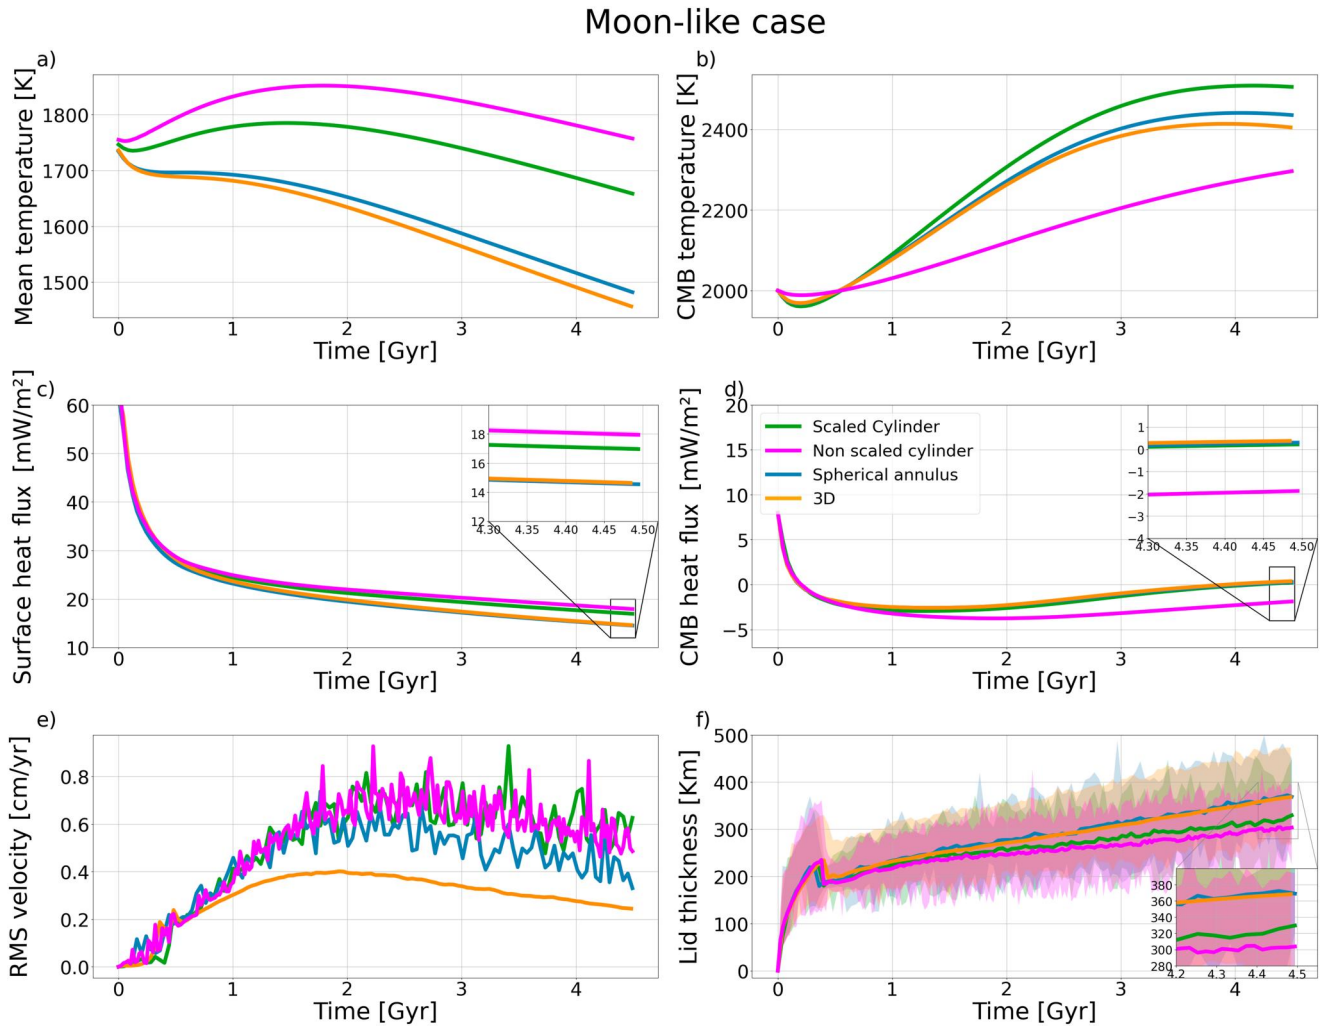 Moon-like case
a)
Mean temperature [K]
1800
1700
1600
1500
0 1 2 3 4
Time [Gyr]
b)
CMB temperature [K]
2400
2200
2000
0 1 2 3 4
Time [Gyr]
c)
Surface heat flux [mW/m²]
60
50
40
30
20
10
0 1 2 3 4
Time [Gyr]
18
16
14
12
4.30 4.35 4.40 4.45 4.50
d)
CMB heat flux [mW/m²]
20
15
10
5
0
−5
0 1 2 3 4
Time [Gyr]
Scaled Cylinder
Non scaled cylinder
Spherical annulus
3D
1
0
−1
−2
−3
−4
4.30 4.35 4.40 4.45 4.50
e)
RMS velocity [cm/yr]
0.8
0.6
0.4
0.2
0.0
0 1 2 3 4
Time [Gyr]
f)
Lid thickness [Km]
500
400
300
200
100
0
0 1 2 3 4
Time [Gyr]
380
360
340
320
300
280
4.2 4.3 4.4 4.5